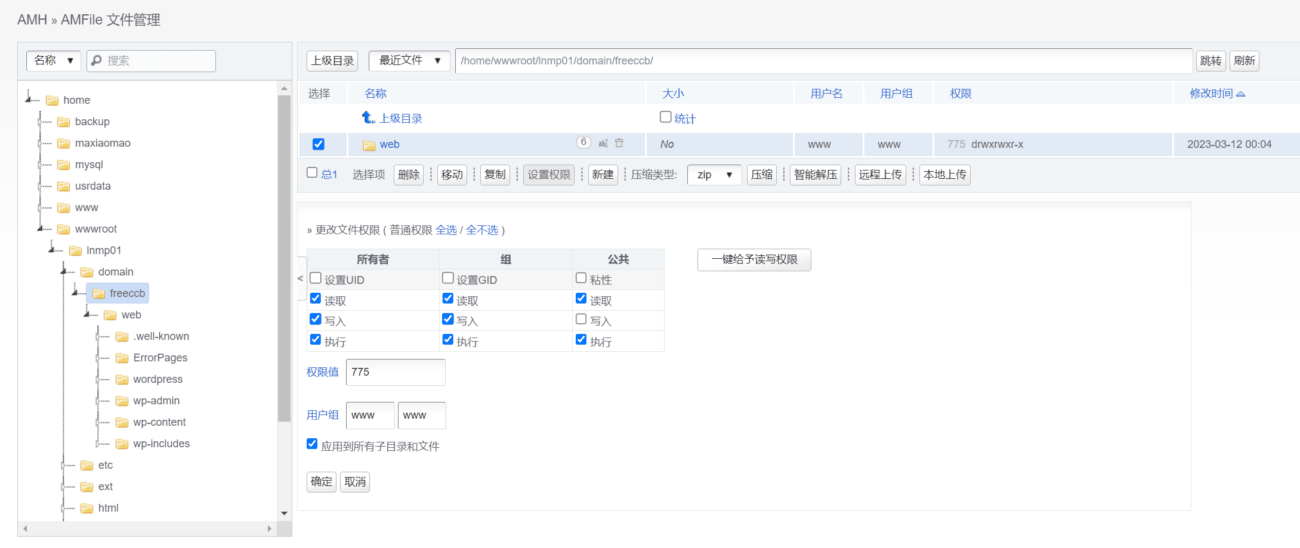 AMH » AMFile 文件管理
名称 ▼ 搜索
home
backup
maxiaomao
mysql
usrdata
www
wwwroot
lnmp01
domain
freeccb
web
.well-known
ErrorPages
wordpress
wp-admin
wp-content
wp-includes
etc
ext
html
上级目录 最近文件 ▼ /home/wwwroot/lnmp01/domain/freeccb/ 跳转 刷新
选择 名称 大小 用户名 用户组 权限 修改时间
上级目录 统计
web 6 No www www 775 drwxrwxr-x 2023-03-12 00:04
总1 选择项 删除 移动 复制 设置权限 新建 压缩类型: zip ▼ 压缩 智能解压 远程上传 本地上传
» 更改文件权限 ( 普通权限 全选 / 全不选 )
所有者 组 公共
设置UID 设置GID 粘性
读取 读取 读取
写入 写入 写入
执行 执行 执行
一键给予读写权限
<
权限值 775
用户组 www www
应用到所有子目录和文件
确定 取消